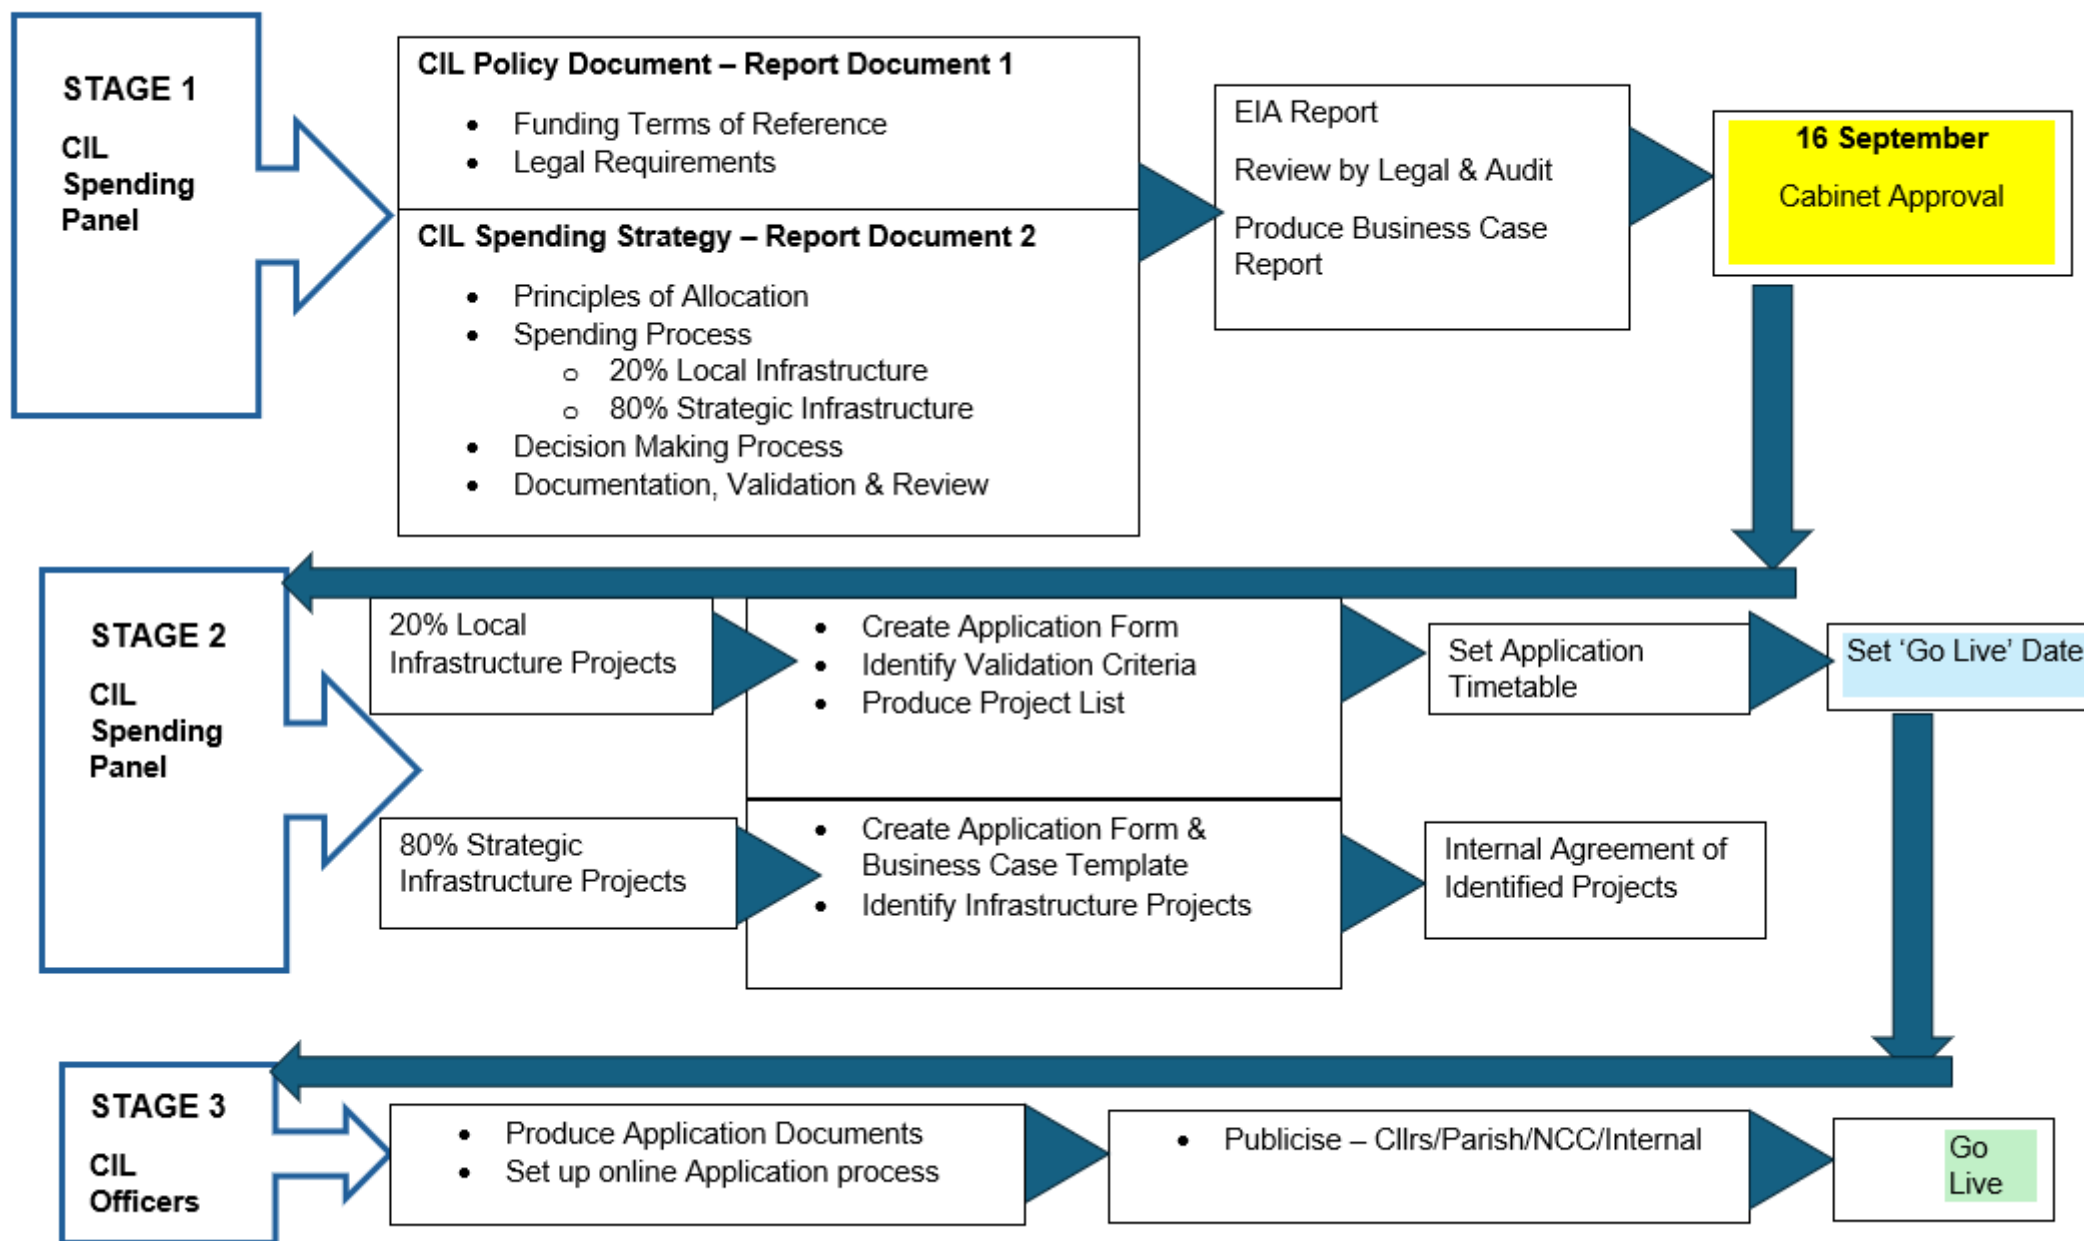 STAGE 1
CIL
Spending
Panel
CIL Policy Document – Report Document 1
• Funding Terms of Reference
• Legal Requirements
CIL Spending Strategy – Report Document 2
• Principles of Allocation
• Spending Process
o 20% Local Infrastructure
o 80% Strategic Infrastructure
• Decision Making Process
• Documentation, Validation & Review
EIA Report
Review by Legal & Audit
Produce Business Case
Report
16 September
Cabinet Approval
STAGE 2
CIL
Spending
Panel
20% Local
Infrastructure Projects
• Create Application Form
• Identify Validation Criteria
• Produce Project List
Set Application
Timetable
Set ‘Go Live’ Date
80% Strategic
Infrastructure Projects
• Create Application Form &
Business Case Template
• Identify Infrastructure Projects
Internal Agreement of
Identified Projects
STAGE 3
CIL
Officers
• Produce Application Documents
• Set up online Application process
• Publicise – Cllrs/Parish/NCC/Internal
Go
Live